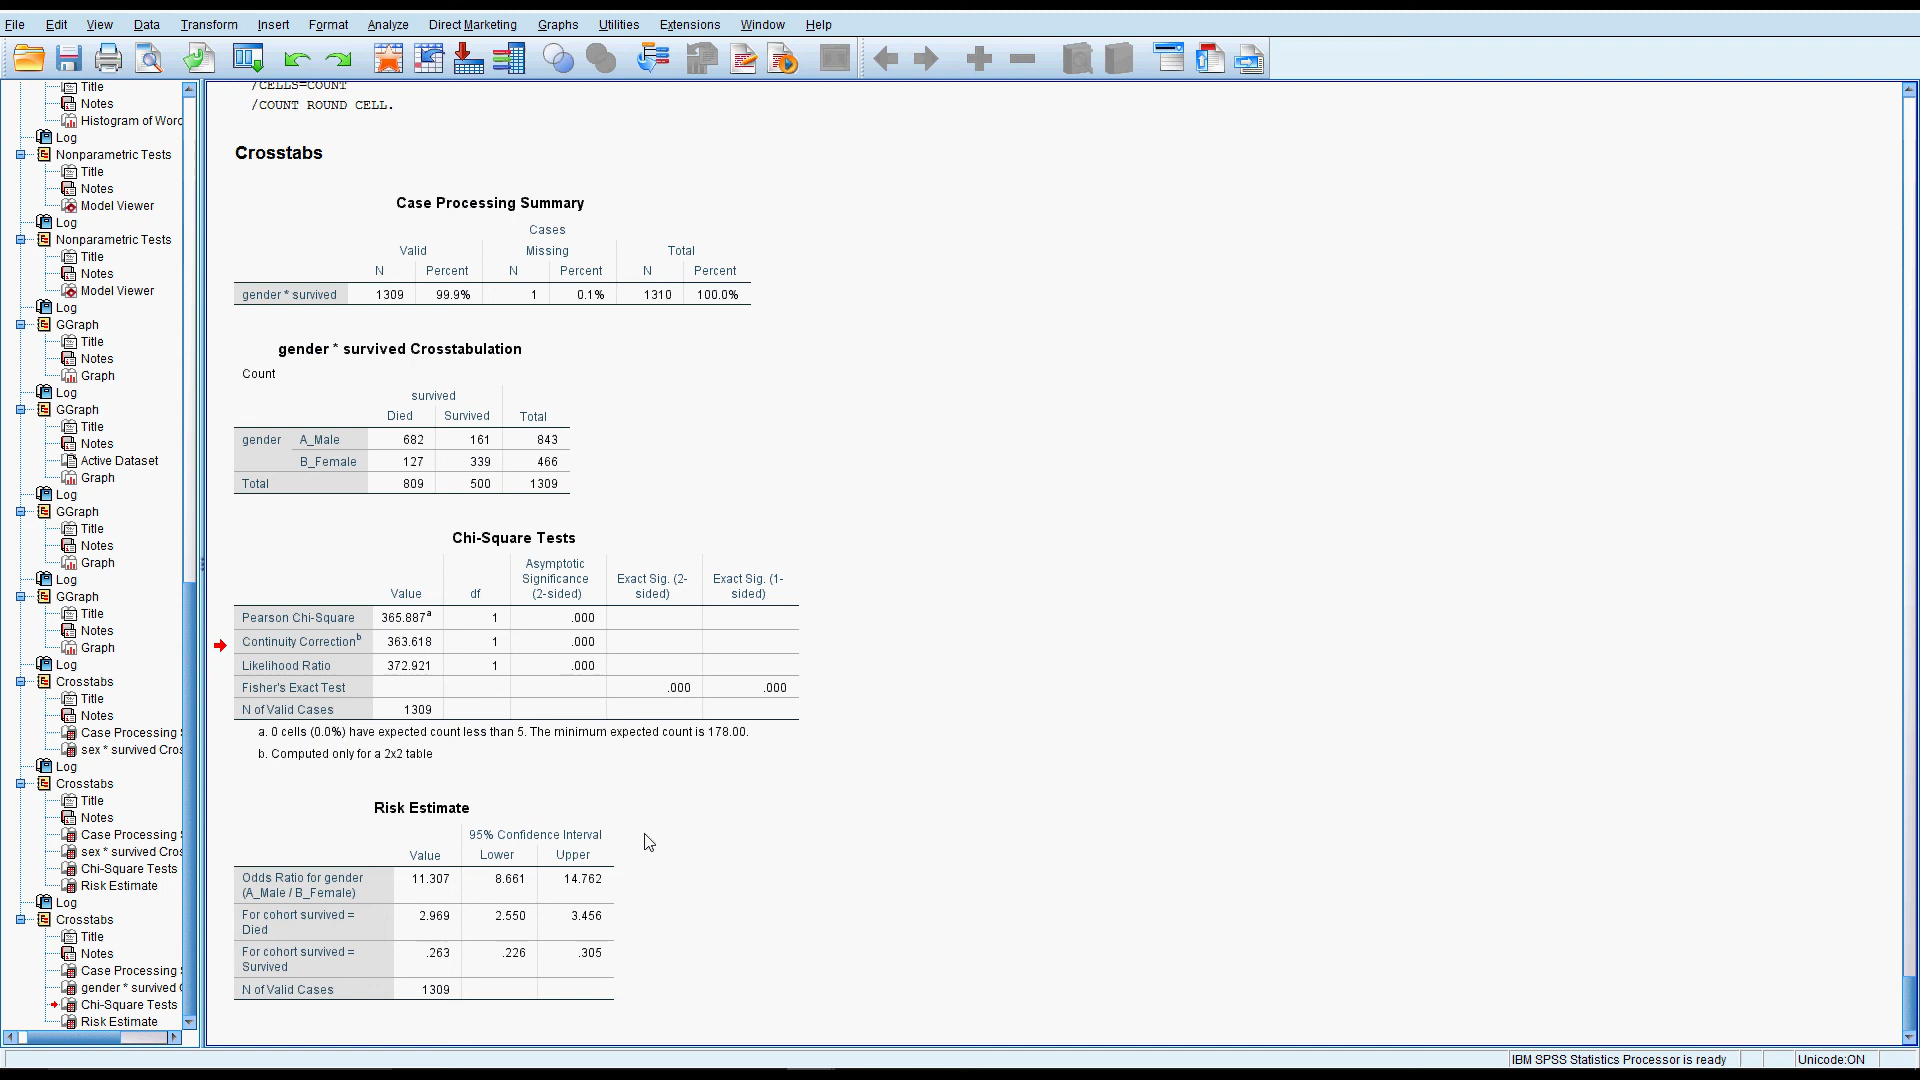 File Edit View Data Transform Insert Format Analyze Direct Marketing Graphs Utilities Extensions Window Help
Title
Notes
Histogram of Word
Log
Nonparametric Tests
Title
Notes
Model Viewer
Log
Nonparametric Tests
Title
Notes
Model Viewer
Log
GGraph
Title
Notes
Graph
Log
GGraph
Title
Notes
Active Dataset
Graph
Log
GGraph
Title
Notes
Graph
Log
GGraph
Title
Notes
Graph
Log
Crosstabs
Title
Notes
Case Processing S
sex * survived Cros
Log
Crosstabs
Title
Notes
Case Processing S
sex * survived Cros
Chi-Square Tests
Risk Estimate
Log
Crosstabs
Title
Notes
Case Processing S
gender * survived C
Chi-Square Tests
Risk Estimate
/CELLS=COUNT
/COUNT ROUND CELL.
Crosstabs
Case Processing Summary
Cases
Valid Missing Total
N Percent N Percent N Percent
gender * survived 1309 99.9% 1 0.1% 1310 100.0%
gender * survived Crosstabulation
Count
survived
Died Survived Total
gender A_Male 682 161 843
B_Female 127 339 466
Total 809 500 1309
Chi-Square Tests
Value df Asymptotic Significance (2-sided) Exact Sig. (2-sided) Exact Sig. (1-sided)
Pearson Chi-Square 365.887a 1 .000
Continuity Correctionb 363.618 1 .000
Likelihood Ratio 372.921 1 .000
Fisher's Exact Test .000 .000
N of Valid Cases 1309
a. 0 cells (0.0%) have expected count less than 5. The minimum expected count is 178.00.
b. Computed only for a 2x2 table
Risk Estimate
95% Confidence Interval
Value Lower Upper
Odds Ratio for gender (A_Male / B_Female) 11.307 8.661 14.762
For cohort survived = Died 2.969 2.550 3.456
For cohort survived = Survived .263 .226 .305
N of Valid Cases 1309
IBM SPSS Statistics Processor is ready Unicode:ON